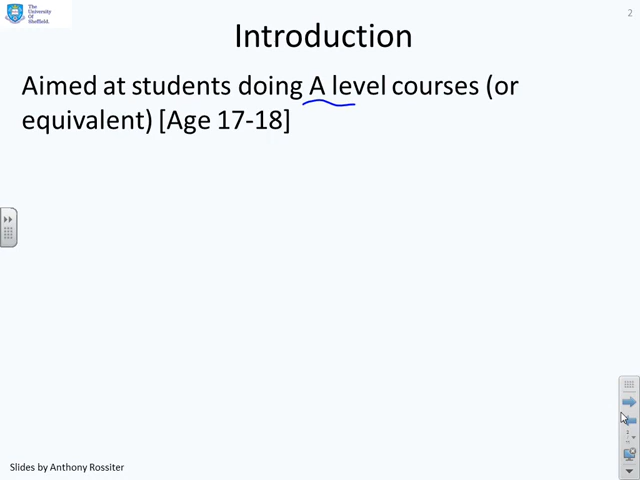 The
University
Of
Sheffield.
2
Introduction
Aimed at students doing A level courses (or
equivalent) [Age 17-18]
Slides by Anthony Rossiter